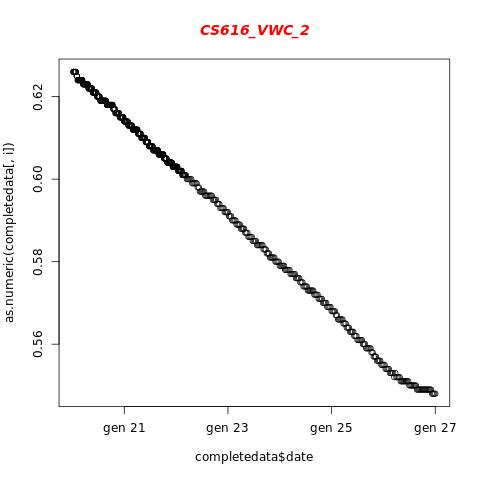 CS616_VWC_2
as.numeric(completedata[, i])
0.62
0.60
0.58
0.56
gen 21
gen 23
gen 25
gen 27
completedata$date